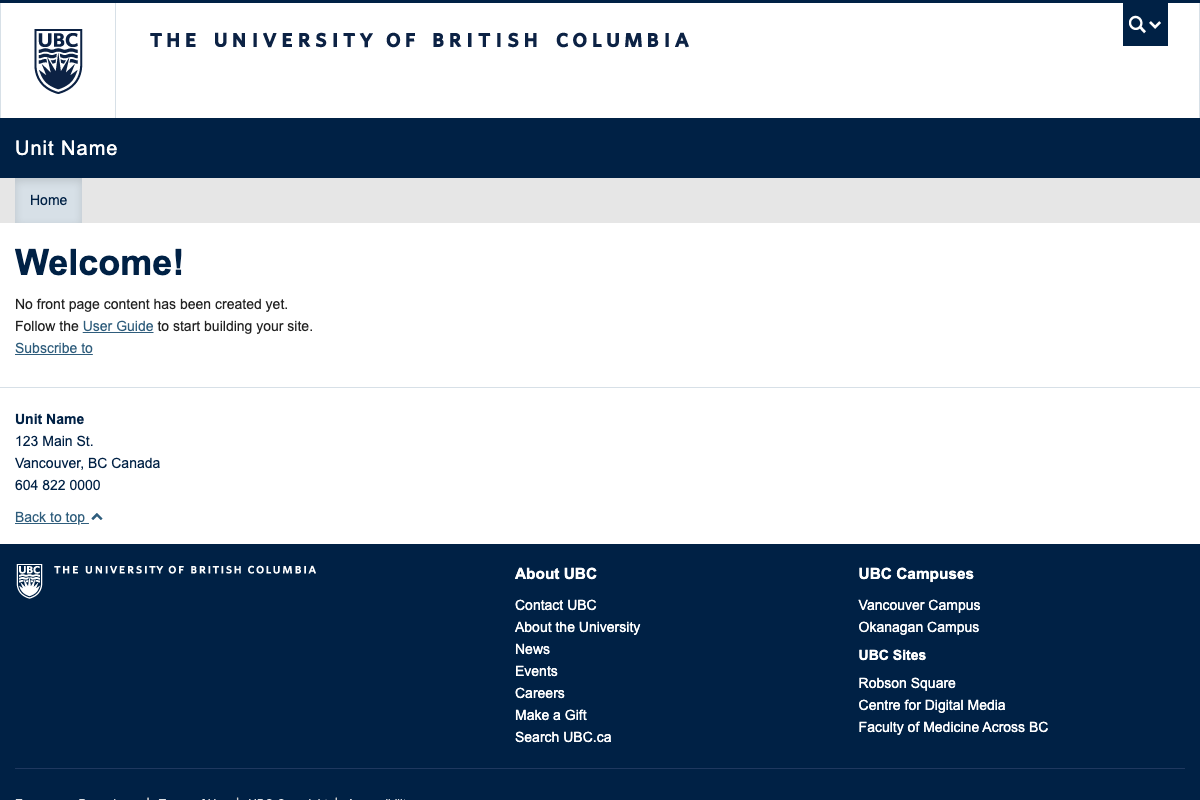 UBC
THE UNIVERSITY OF BRITISH COLUMBIA
Unit Name
Home
Welcome!
No front page content has been created yet.
Follow the User Guide to start building your site.
Subscribe to
Unit Name
123 Main St.
Vancouver, BC Canada
604 822 0000
Back to top
UBC
THE UNIVERSITY OF BRITISH COLUMBIA
About UBC
Contact UBC
About the University
News
Events
Careers
Make a Gift
Search UBC.ca
UBC Campuses
Vancouver Campus
Okanagan Campus
UBC Sites
Robson Square
Centre for Digital Media
Faculty of Medicine Across BC